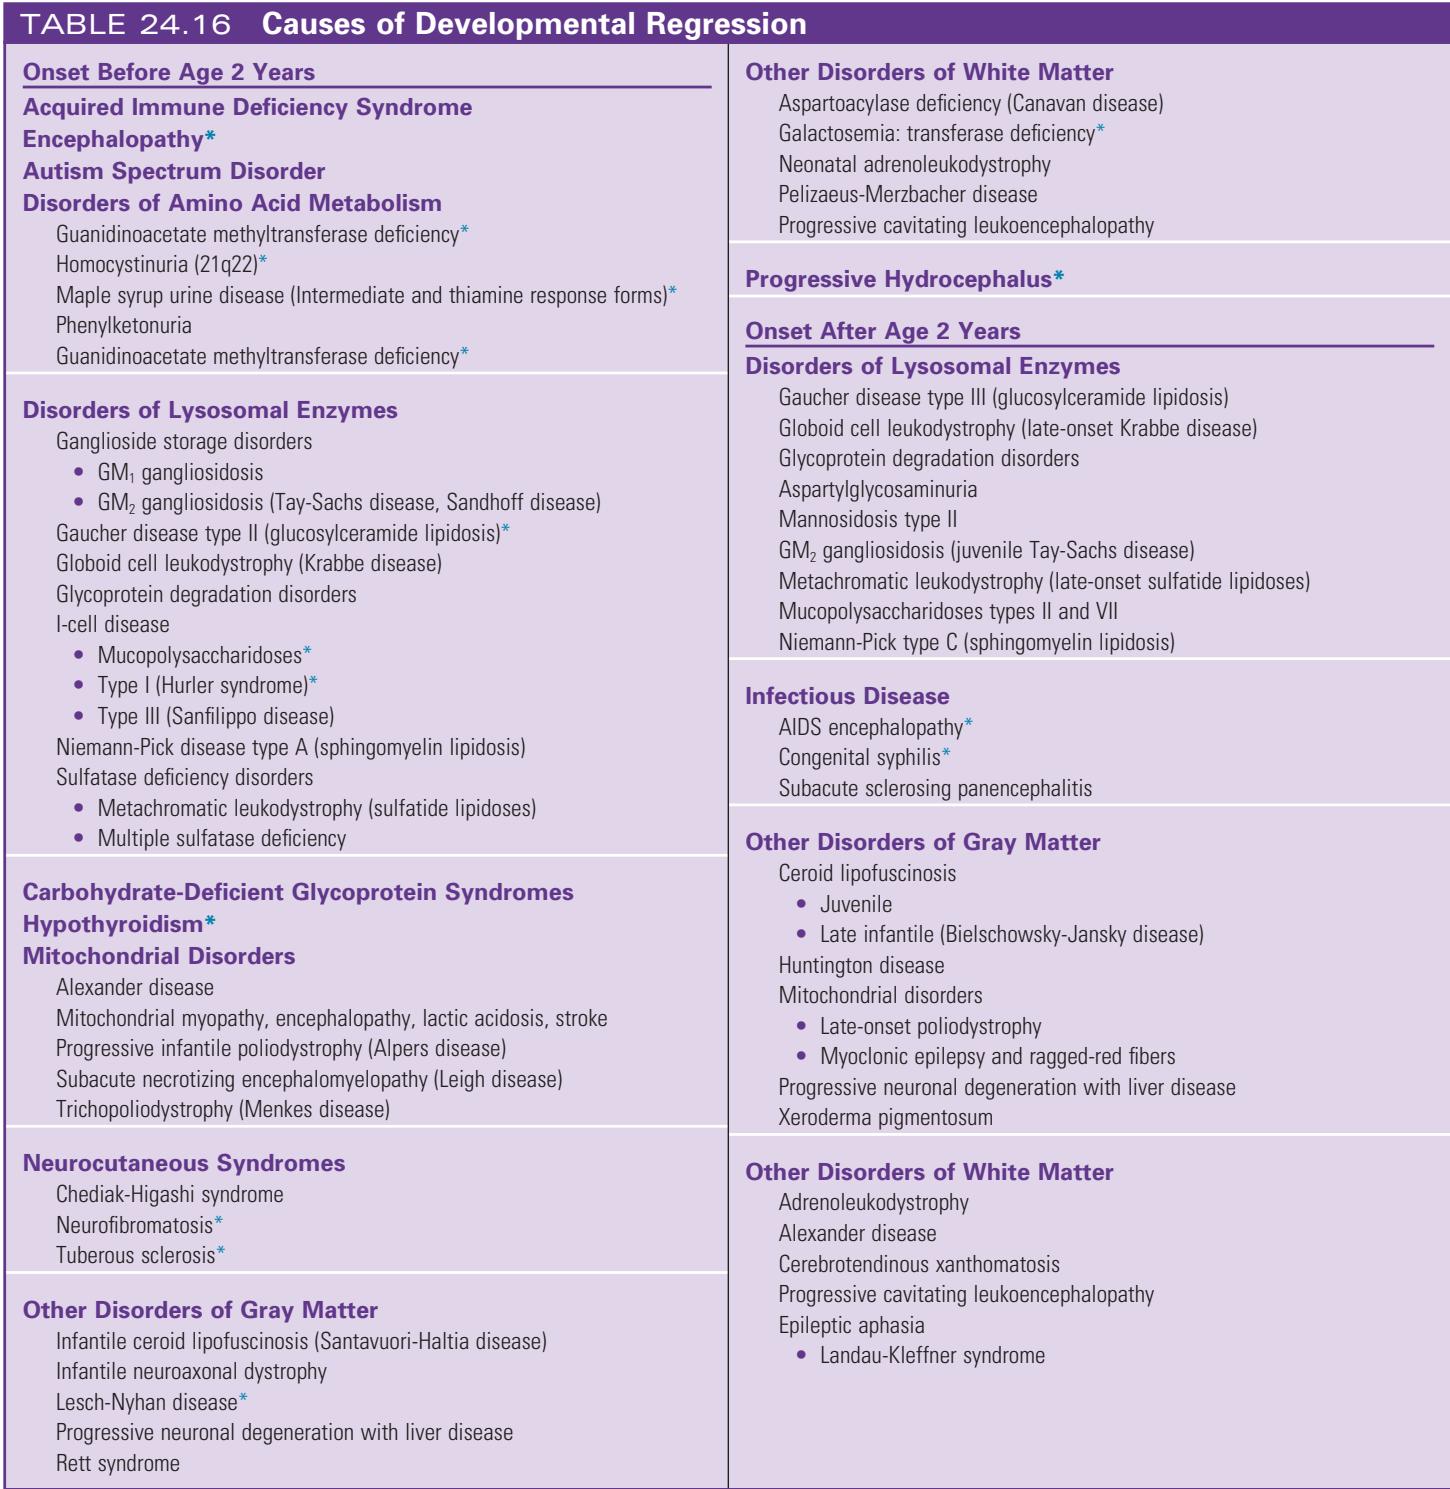 TABLE 24.16 Causes of Developmental Regression
Onset Before Age 2 Years
Acquired Immune Deficiency Syndrome
Encephalopathy*
Autism Spectrum Disorder
Disorders of Amino Acid Metabolism
Guanidinoacetate methyltransferase deficiency*
Homocystinuria (21q22)*
Maple syrup urine disease (Intermediate and thiamine response forms)*
Phenylketonuria
Guanidinoacetate methyltransferase deficiency*
Disorders of Lysosomal Enzymes
Ganglioside storage disorders
• GM₁ gangliosidosis
• GM₂ gangliosidosis (Tay-Sachs disease, Sandhoff disease)
Gaucher disease type II (glucosylceramide lipidosis)*
Globoid cell leukodystrophy (Krabbe disease)
Glycoprotein degradation disorders
I-cell disease
• Mucopolysaccharidoses*
• Type I (Hurler syndrome)*
• Type III (Sanfilippo disease)
Niemann-Pick disease type A (sphingomyelin lipidosis)
Sulfatase deficiency disorders
• Metachromatic leukodystrophy (sulfatide lipidoses)
• Multiple sulfatase deficiency
Carbohydrate-Deficient Glycoprotein Syndromes
Hypothyroidism*
Mitochondrial Disorders
Alexander disease
Mitochondrial myopathy, encephalopathy, lactic acidosis, stroke
Progressive infantile poliodystrophy (Alpers disease)
Subacute necrotizing encephalomyelopathy (Leigh disease)
Trichopoliodystrophy (Menkes disease)
Neurocutaneous Syndromes
Chediak-Higashi syndrome
Neurofibromatosis*
Tuberous sclerosis*
Other Disorders of Gray Matter
Infantile ceroid lipofuscinosis (Santavuori-Haltia disease)
Infantile neuroaxonal dystrophy
Lesch-Nyhan disease*
Progressive neuronal degeneration with liver disease
Rett syndrome
Other Disorders of White Matter
Aspartoacylase deficiency (Canavan disease)
Galactosemia: transferase deficiency*
Neonatal adrenoleukodystrophy
Pelizaeus-Merzbacher disease
Progressive cavitating leukoencephalopathy
Progressive Hydrocephalus*
Onset After Age 2 Years
Disorders of Lysosomal Enzymes
Gaucher disease type III (glucosylceramide lipidosis)
Globoid cell leukodystrophy (late-onset Krabbe disease)
Glycoprotein degradation disorders
Aspartylglycosaminuria
Mannosidosis type II
GM₂ gangliosidosis (juvenile Tay-Sachs disease)
Metachromatic leukodystrophy (late-onset sulfatide lipidoses)
Mucopolysaccharidoses types II and VII
Niemann-Pick type C (sphingomyelin lipidosis)
Infectious Disease
AIDS encephalopathy*
Congenital syphilis*
Subacute sclerosing panencephalitis
Other Disorders of Gray Matter
Ceroid lipofuscinosis
• Juvenile
• Late infantile (Bielschowsky-Jansky disease)
Huntington disease
Mitochondrial disorders
• Late-onset poliodystrophy
• Myoclonic epilepsy and ragged-red fibers
Progressive neuronal degeneration with liver disease
Xeroderma pigmentosum
Other Disorders of White Matter
Adrenoleukodystrophy
Alexander disease
Cerebrotendinous xanthomatosis
Progressive cavitating leukoencephalopathy
Epileptic aphasia
• Landau-Kleffner syndrome